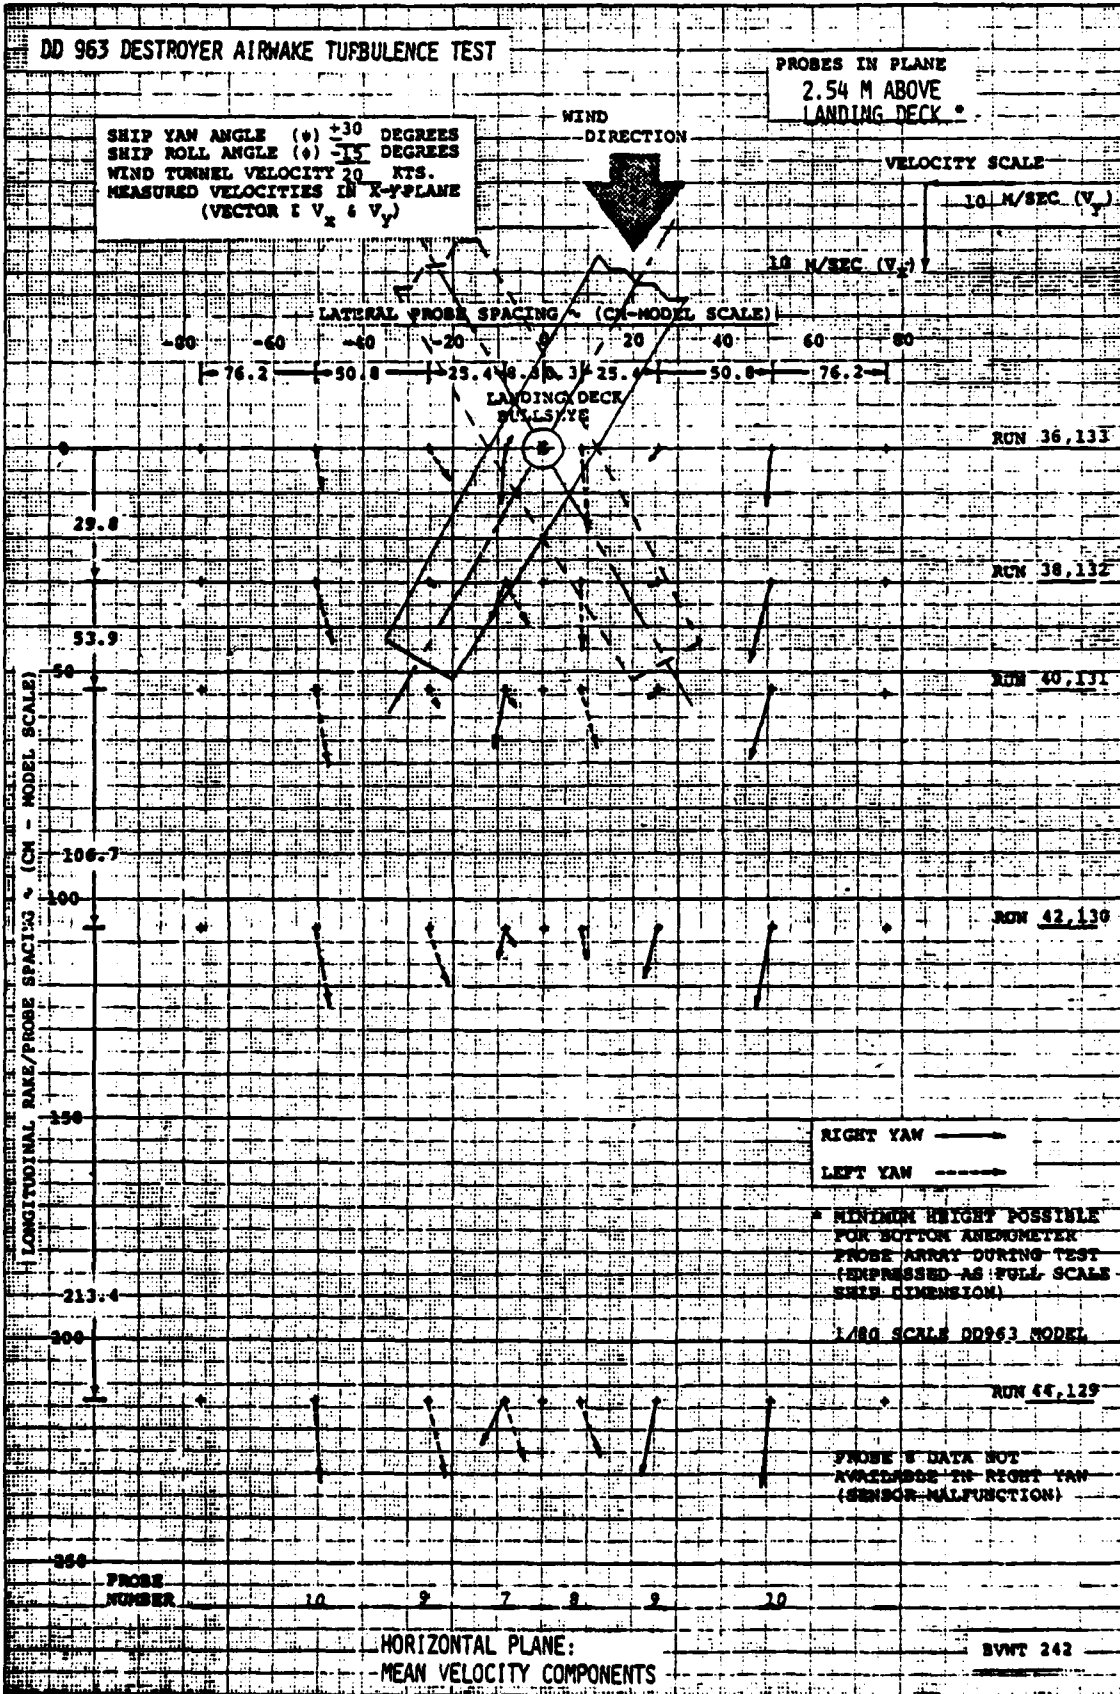 DD 963 DESTROYER AIRWAKE TUFBULENCE TEST
PROBES IN PLANE
2.54 M ABOVE
LANDING DECK *
SHIP YAW ANGLE (ψ) ±30 DEGREES
SHIP ROLL ANGLE (φ) -15 DEGREES
WIND TUNNEL VELOCITY 20 KTS.
MEASURED VELOCITIES IN X-Y PLANE
(VECTOR Σ Vx & Vy)
WIND
DIRECTION
VELOCITY SCALE
10 M/SEC (Vy)
10 M/SEC (Vx)
LATERAL PROBE SPACING ~ (CM-MODEL SCALE)
-80 -60 -40 -20 0 20 40 60 80
76.2 50.8 25.4 8.3 8.3 25.4 50.8 76.2
LANDING DECK
BULLSEYE
0
RUN 36,133
29.8
RUN 38,132
53.9
50
RUN 40,131
106.7
100
RUN 42,130
150
LONGITUDINAL RAKE/PROBE SPACING ~ (CM - MODEL SCALE)
RIGHT YAW
LEFT YAW
* MINIMUM HEIGHT POSSIBLE
FOR BOTTOM ANEMOMETER
PROBE ARRAY DURING TEST
(EXPRESSED AS FULL SCALE
SHIP DIMENSION)
213.4
200
1/80 SCALE DD963 MODEL
RUN 44,129
PROBE 8 DATA NOT
AVAILABLE IN RIGHT YAW
(SENSOR MALFUNCTION)
250
PROBE
NUMBER
10 9 7 8 9 10
HORIZONTAL PLANE:
MEAN VELOCITY COMPONENTS
BVWT 242